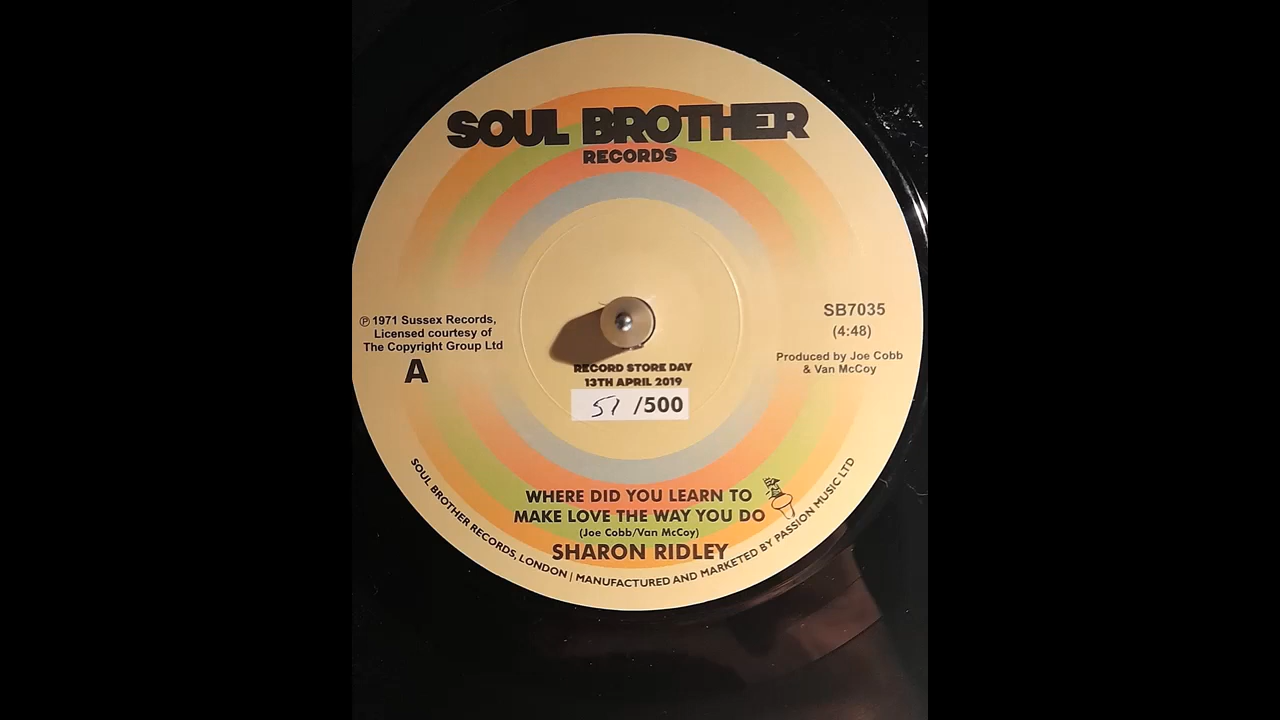 SOUL BROTHER
RECORDS
℗ 1971 Sussex Records,
Licensed courtesy of
The Copyright Group Ltd
A
SB7035
(4:48)
Produced by Joe Cobb
& Van McCoy
RECORD STORE DAY
13TH APRIL 2019
51 /500
WHERE DID YOU LEARN TO
MAKE LOVE THE WAY YOU DO
(Joe Cobb/Van McCoy)
SHARON RIDLEY
SOUL BROTHER RECORDS, LONDON | MANUFACTURED AND MARKETED BY PASSION MUSIC LTD